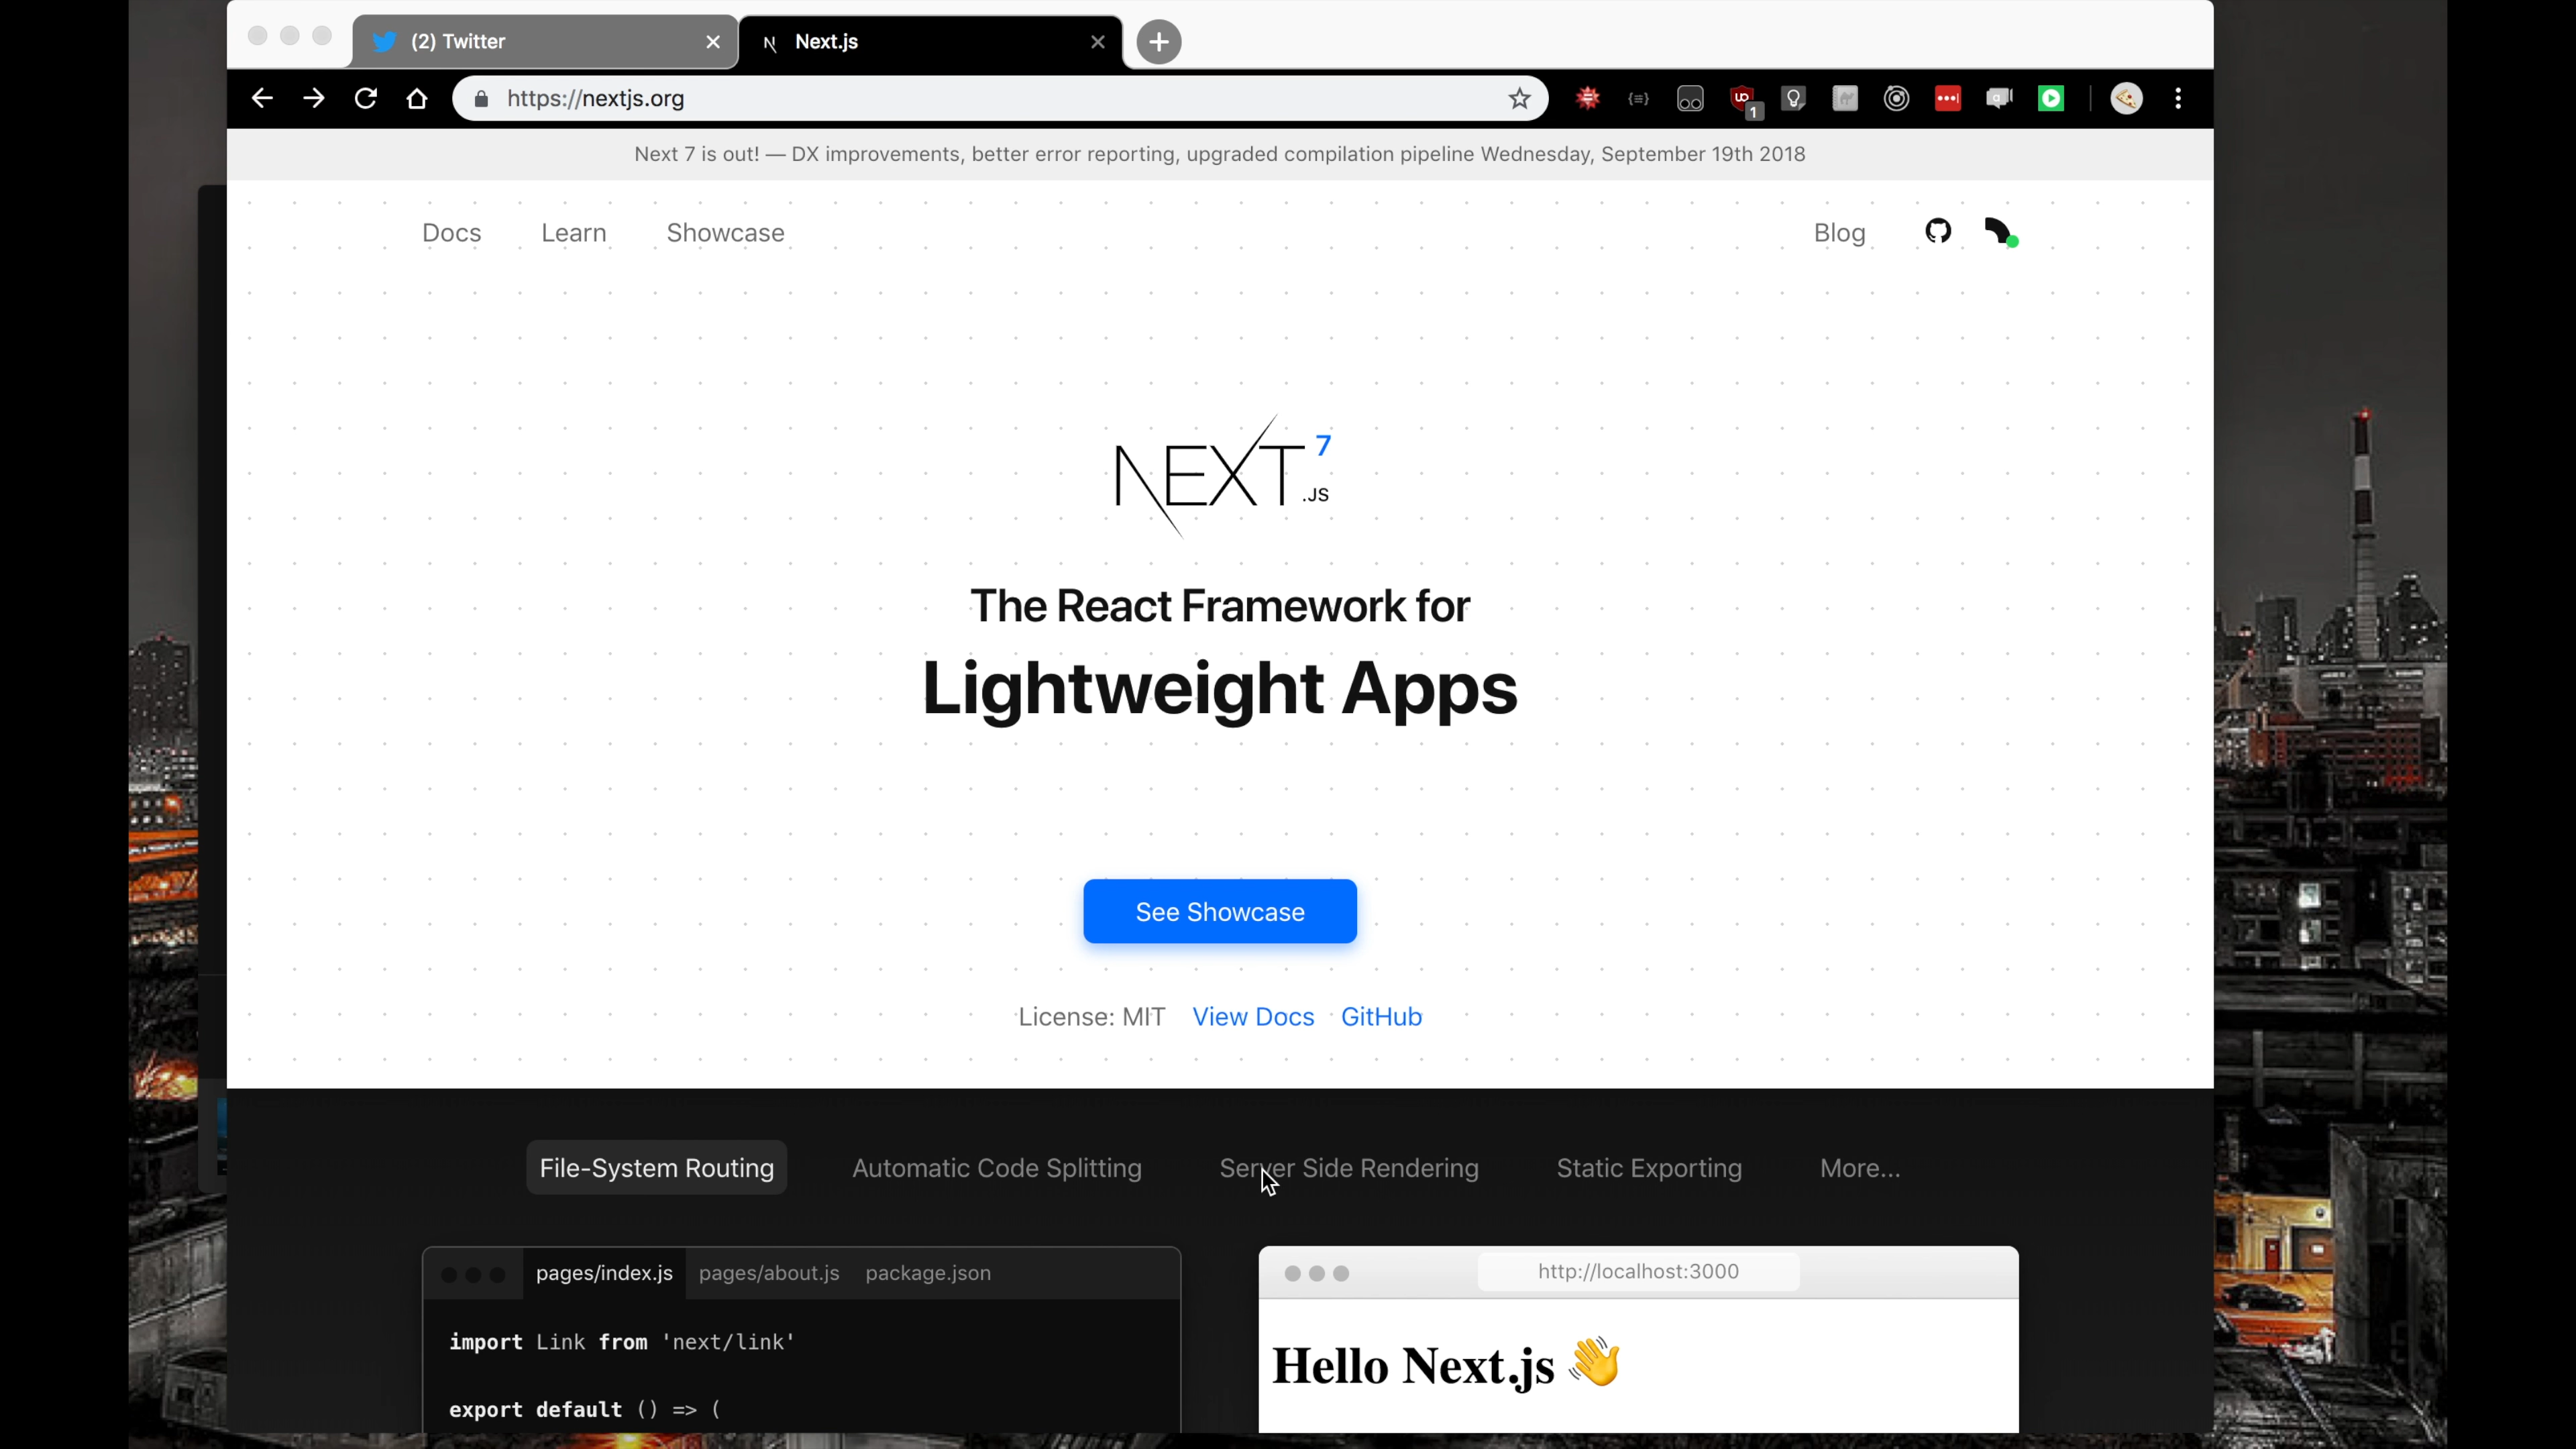 (2) Twitter
Next.js
https://nextjs.org
1
Next 7 is out! — DX improvements, better error reporting, upgraded compilation pipeline Wednesday, September 19th 2018
Docs Learn Showcase Blog
NEXT.JS 7
The React Framework for
Lightweight Apps
See Showcase
License: MIT View Docs GitHub
File-System Routing Automatic Code Splitting Server Side Rendering Static Exporting More...
pages/index.js pages/about.js package.json
import Link from 'next/link'
export default () => (
http://localhost:3000
Hello Next.js 👋